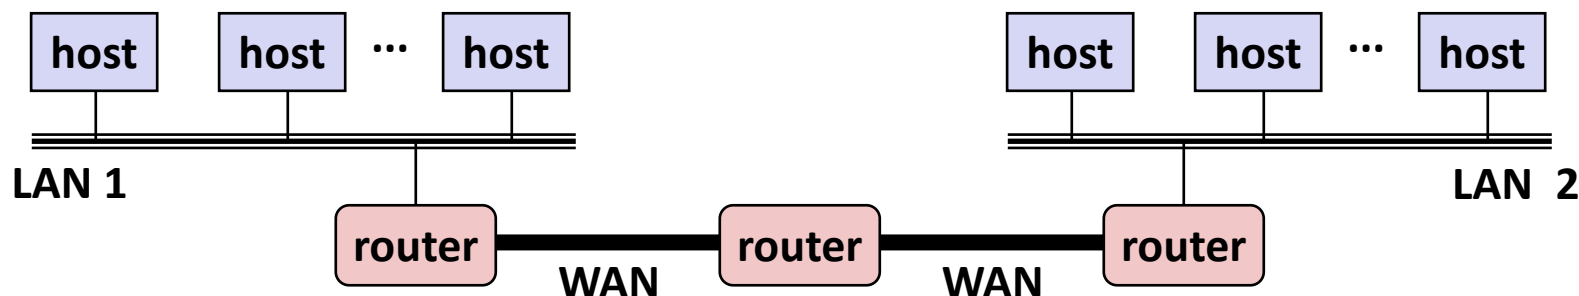 host host ... host host host ... host
LAN 1 LAN 2
router router router
WAN WAN